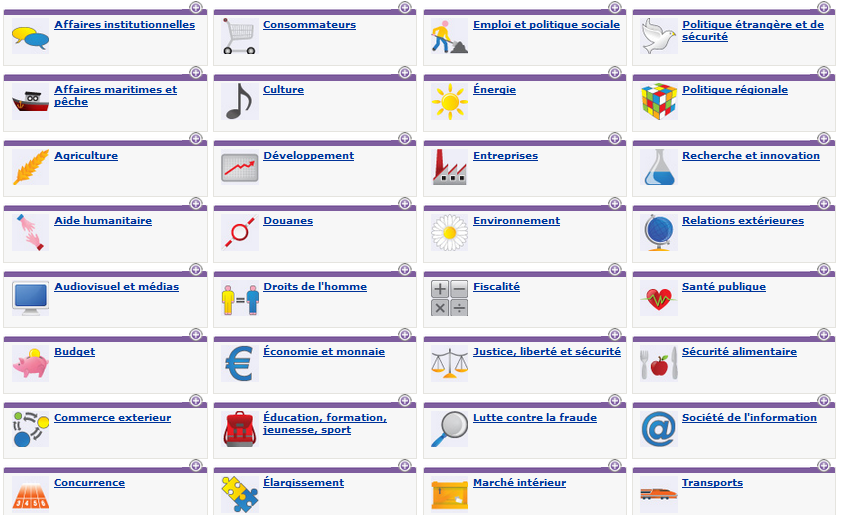 Affaires institutionnelles
Consommateurs
Emploi et politique sociale
Politique étrangère et de
sécurité
Affaires maritimes et
pêche
Culture
Énergie
Politique régionale
Agriculture
Développement
Entreprises
Recherche et innovation
Aide humanitaire
Douanes
Environnement
Relations extérieures
Audiovisuel et médias
Droits de l'homme
Fiscalité
Santé publique
Budget
Économie et monnaie
Justice, liberté et sécurité
Sécurité alimentaire
Commerce exterieur
Éducation, formation,
jeunesse, sport
Lutte contre la fraude
Société de l'information
Concurrence
Élargissement
Marché intérieur
Transports